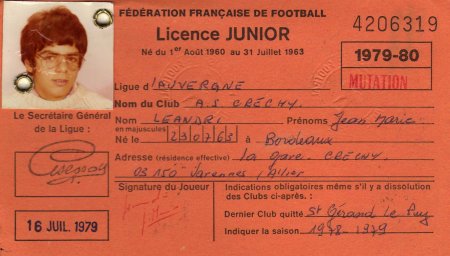 FÉDÉRATION FRANÇAISE DE FOOTBALL
Licence JUNIOR
4206319
Né du 1er Août 1960 au 31 Juillet 1963
1979-80
MUTATION
Ligue d'AUVERGNE
Nom du Club A.S. CRÉCHY.
Le Secrétaire Général
de la Ligue :
Nom LEANDRI Prénoms Jean Marie
en majuscules
Né le 230763 à Bordeaux
Adresse (résidence effective) la gare. CRÉCHY
03 150 Varennes /Allier
Signature du Joueur
Indications obligatoires même s'il y a dissolution
des Clubs ci-après :
Dernier Club quitté St Gérand Le Puy
Indiquer la saison 1978-1979
16 JUIL. 1979